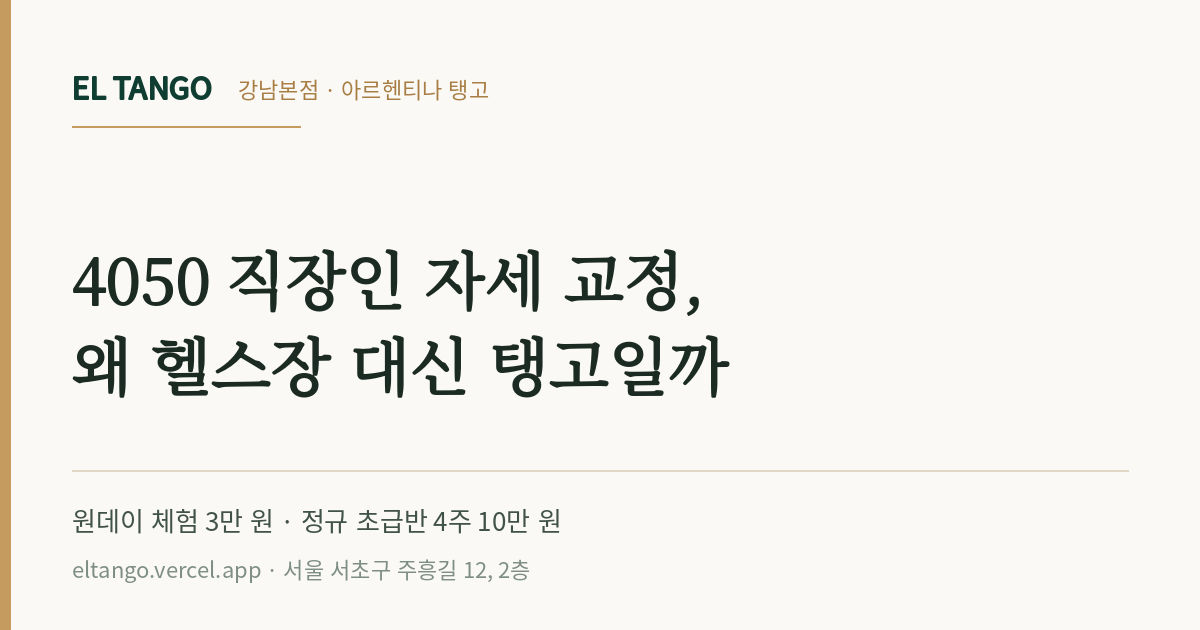 EL TANGO 강남본점 · 아르헨티나 탱고
4050 직장인 자세 교정,
왜 헬스장 대신 탱고일까
원데이 체험 3만 원 · 정규 초급반 4주 10만 원
eltango.vercel.app · 서울 서초구 주흥길 12, 2층